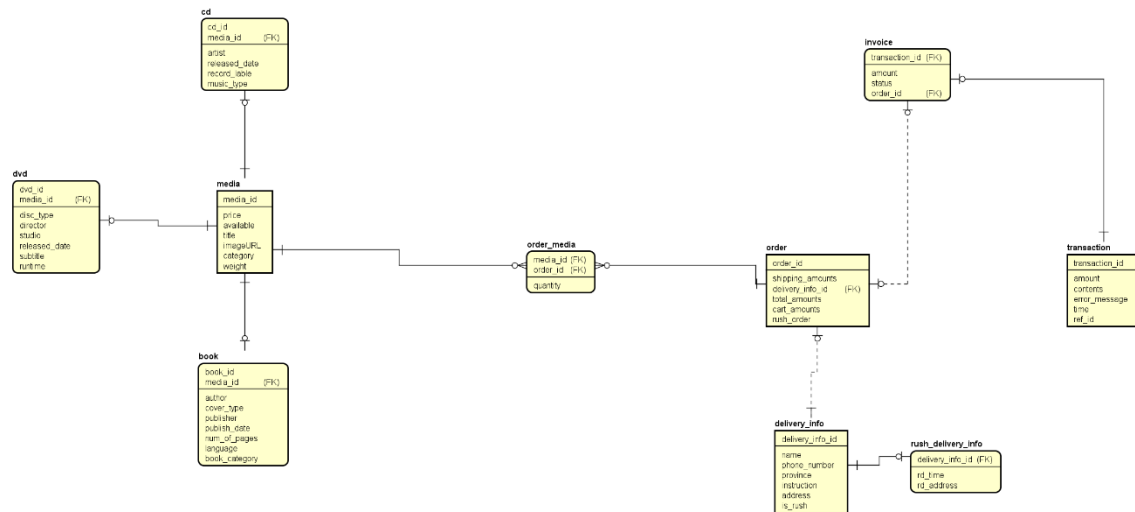 cd
cd_id
media_id (FK)
artist
released_date
record_lable
music_type
invoice
transaction_id (FK)
amount
status
order_id (FK)
dvd
dvd_id
media_id (FK)
disc_type
director
studio
released_date
subtitle
runtime
media
media_id
price
available
title
imageURL
category
weight
order_media
media_id (FK)
order_id (FK)
quantity
order
order_id
shipping_amounts
delivery_info_id (FK)
total_amounts
cart_amounts
rush_order
transaction
transaction_id
amount
contents
error_message
time
ref_id
book
book_id
media_id (FK)
author
cover_type
publisher
publish_date
num_of_pages
language
book_category
delivery_info
delivery_info_id
name
phone_number
province
instruction
address
is_rush
rush_delivery_info
delivery_info_id (FK)
rd_time
rd_address